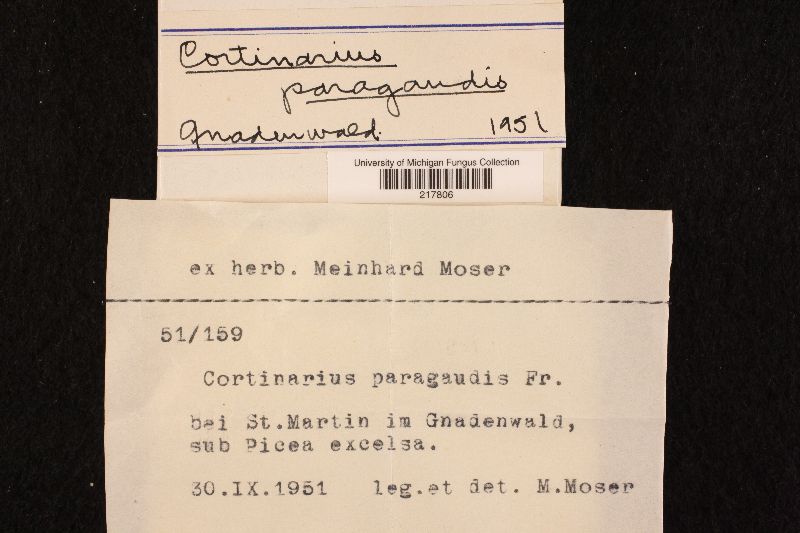 Cortinarius
paragaudis
Gnadenwald. 1951
University of Michigan Fungus Collection
217806
ex herb. Meinhard Moser
51/159
Cortinarius paragaudis Fr.
bei St.Martin im Gnadenwald,
sub Picea excelsa.
30.IX.1951 leg.et det. M.Moser